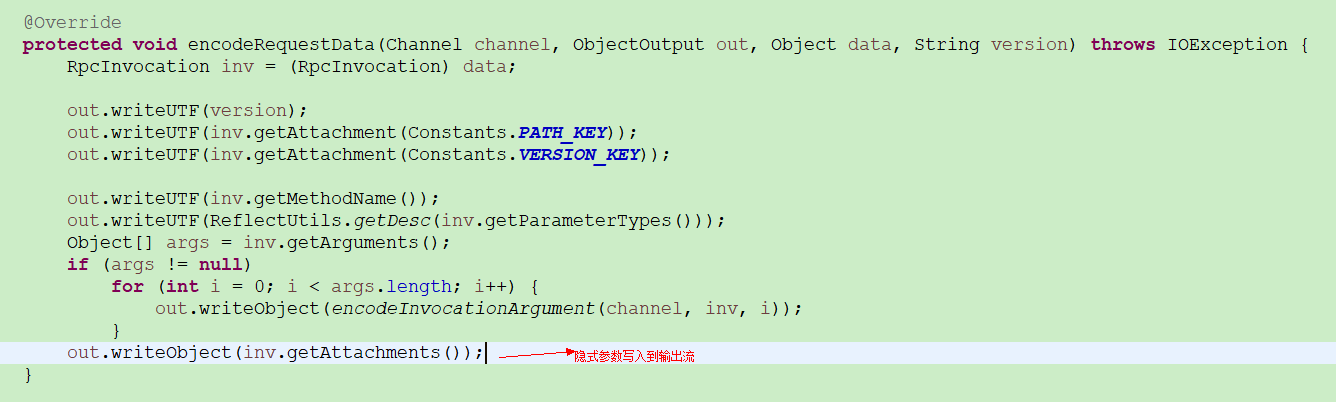 @Override
protected void encodeRequestData(Channel channel, ObjectOutput out, Object data, String version) throws IOException {
    RpcInvocation inv = (RpcInvocation) data;
    out.writeUTF(version);
    out.writeUTF(inv.getAttachment(Constants.PATH_KEY));
    out.writeUTF(inv.getAttachment(Constants.VERSION_KEY));
    out.writeUTF(inv.getMethodName());
    out.writeUTF(ReflectUtils.getDesc(inv.getParameterTypes()));
    Object[] args = inv.getArguments();
    if (args != null)
        for (int i = 0; i < args.length; i++) {
            out.writeObject(encodeInvocationArgument(channel, inv, i));
        }
    out.writeObject(inv.getAttachments()); 隐式参数写入到输出流
}